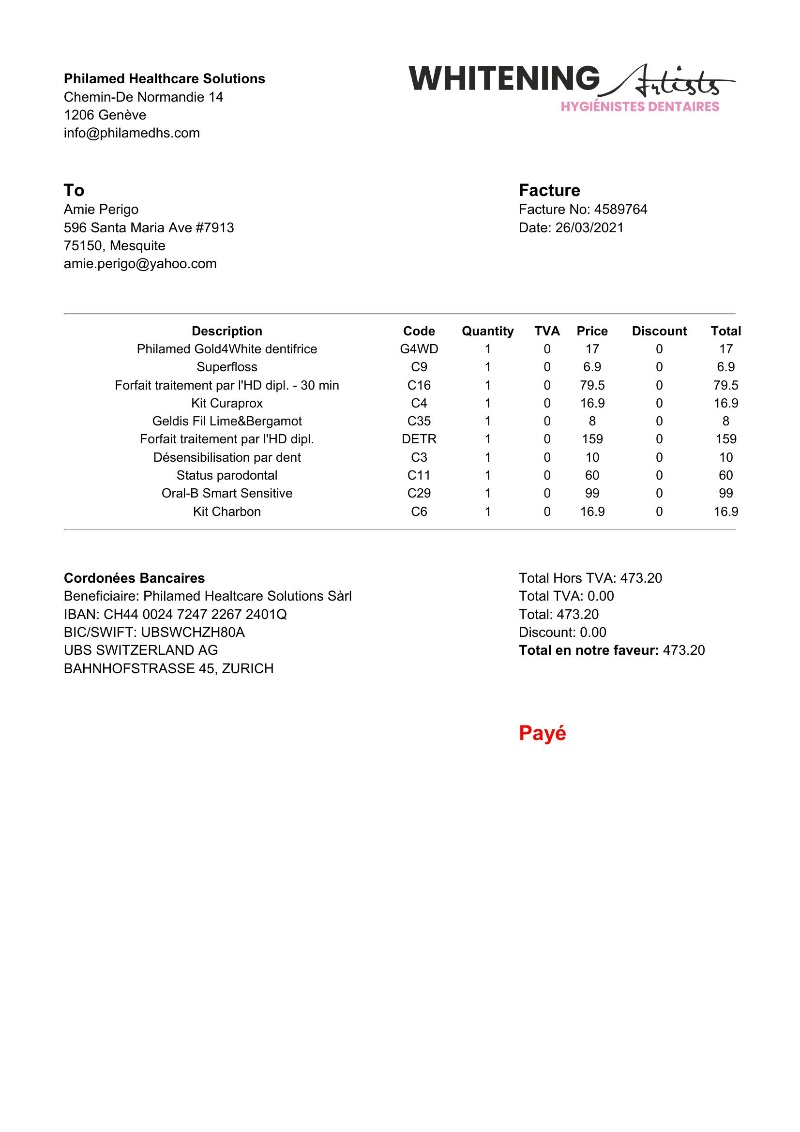 Philamed Healthcare Solutions
Chemin-De Normandie 14
1206 Genève
info@philamedhs.com
WHITENING Artists
HYGIÉNISTES DENTAIRES
To
Amie Perigo
596 Santa Maria Ave #7913
75150, Mesquite
amie.perigo@yahoo.com
Facture
Facture No: 4589764
Date: 26/03/2021
Description Code Quantity TVA Price Discount Total
Philamed Gold4White dentifrice G4WD 1 0 17 0 17
Superfloss C9 1 0 6.9 0 6.9
Forfait traitement par l'HD dipl. - 30 min C16 1 0 79.5 0 79.5
Kit Curaprox C4 1 0 16.9 0 16.9
Geldis Fil Lime&Bergamot C35 1 0 8 0 8
Forfait traitement par l'HD dipl. DETR 1 0 159 0 159
Désensibilisation par dent C3 1 0 10 0 10
Status parodontal C11 1 0 60 0 60
Oral-B Smart Sensitive C29 1 0 99 0 99
Kit Charbon C6 1 0 16.9 0 16.9
Cordonées Bancaires
Beneficiaire: Philamed Healtcare Solutions Sàrl
IBAN: CH44 0024 7247 2267 2401Q
BIC/SWIFT: UBSWCHZH80A
UBS SWITZERLAND AG
BAHNHOFSTRASSE 45, ZURICH
Total Hors TVA: 473.20
Total TVA: 0.00
Total: 473.20
Discount: 0.00
Total en notre faveur: 473.20
Payé